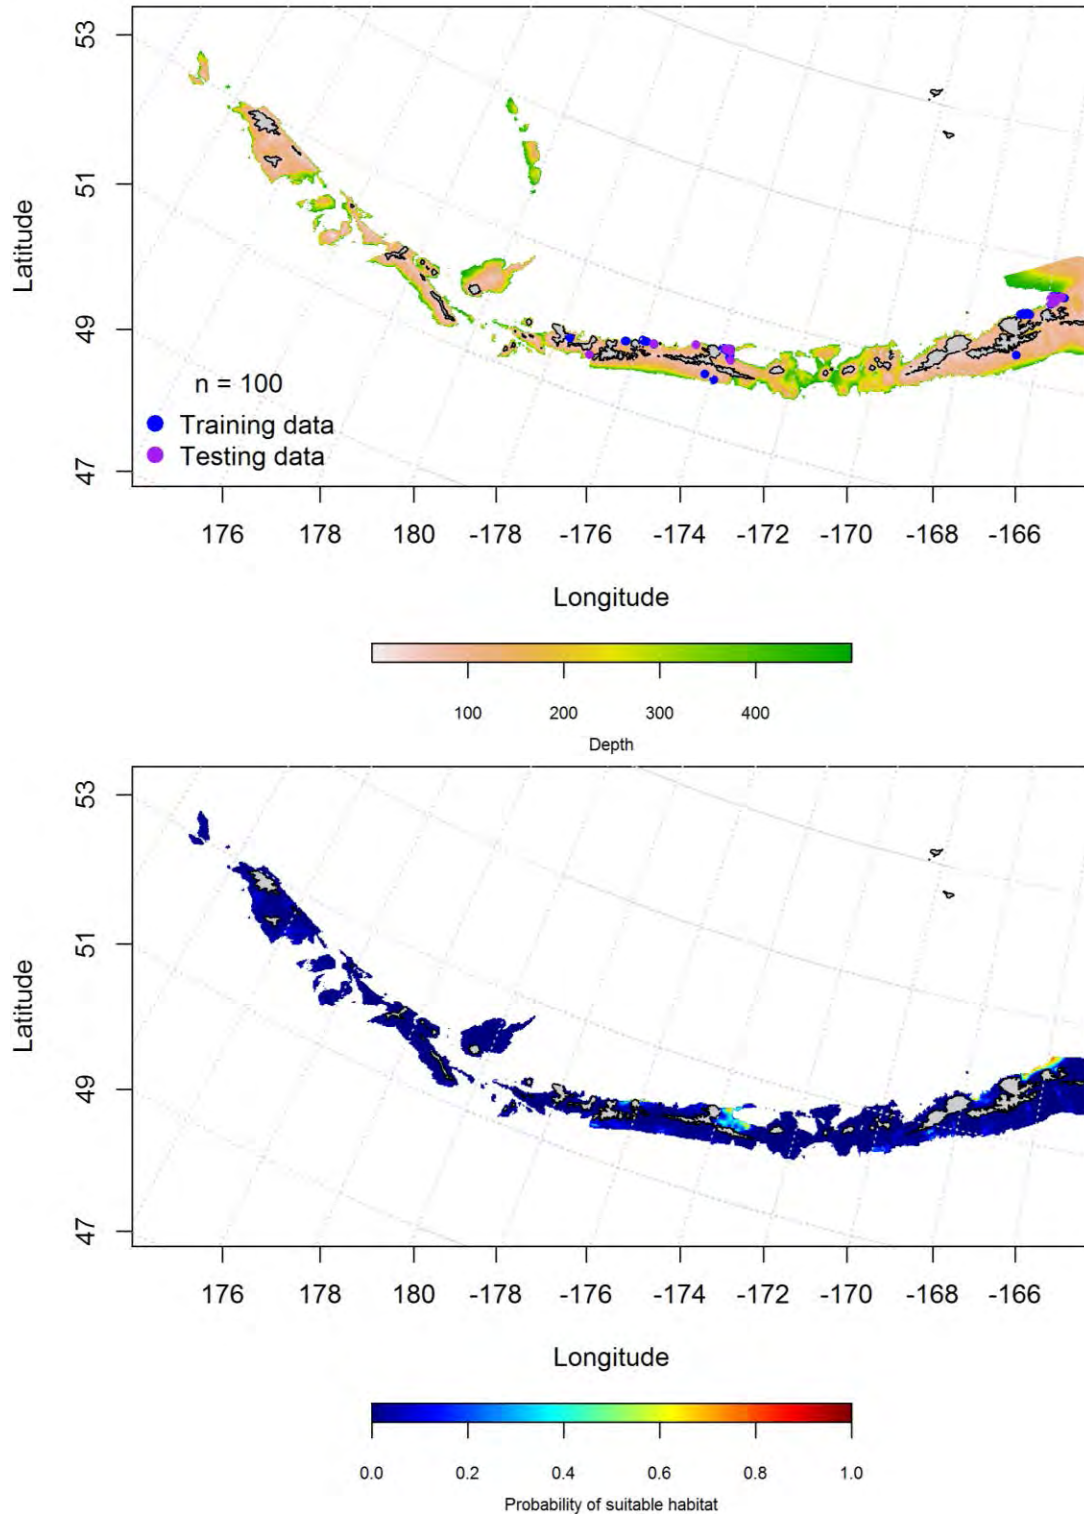 53
51
49
47
Latitude
n = 100
Training data
Testing data
176 178 180 -178 -176 -174 -172 -170 -168 -166
Longitude
100 200 300 400
Depth
53
51
49
47
Latitude
176 178 180 -178 -176 -174 -172 -170 -168 -166
Longitude
0.0 0.2 0.4 0.6 0.8 1.0
Probability of suitable habitat